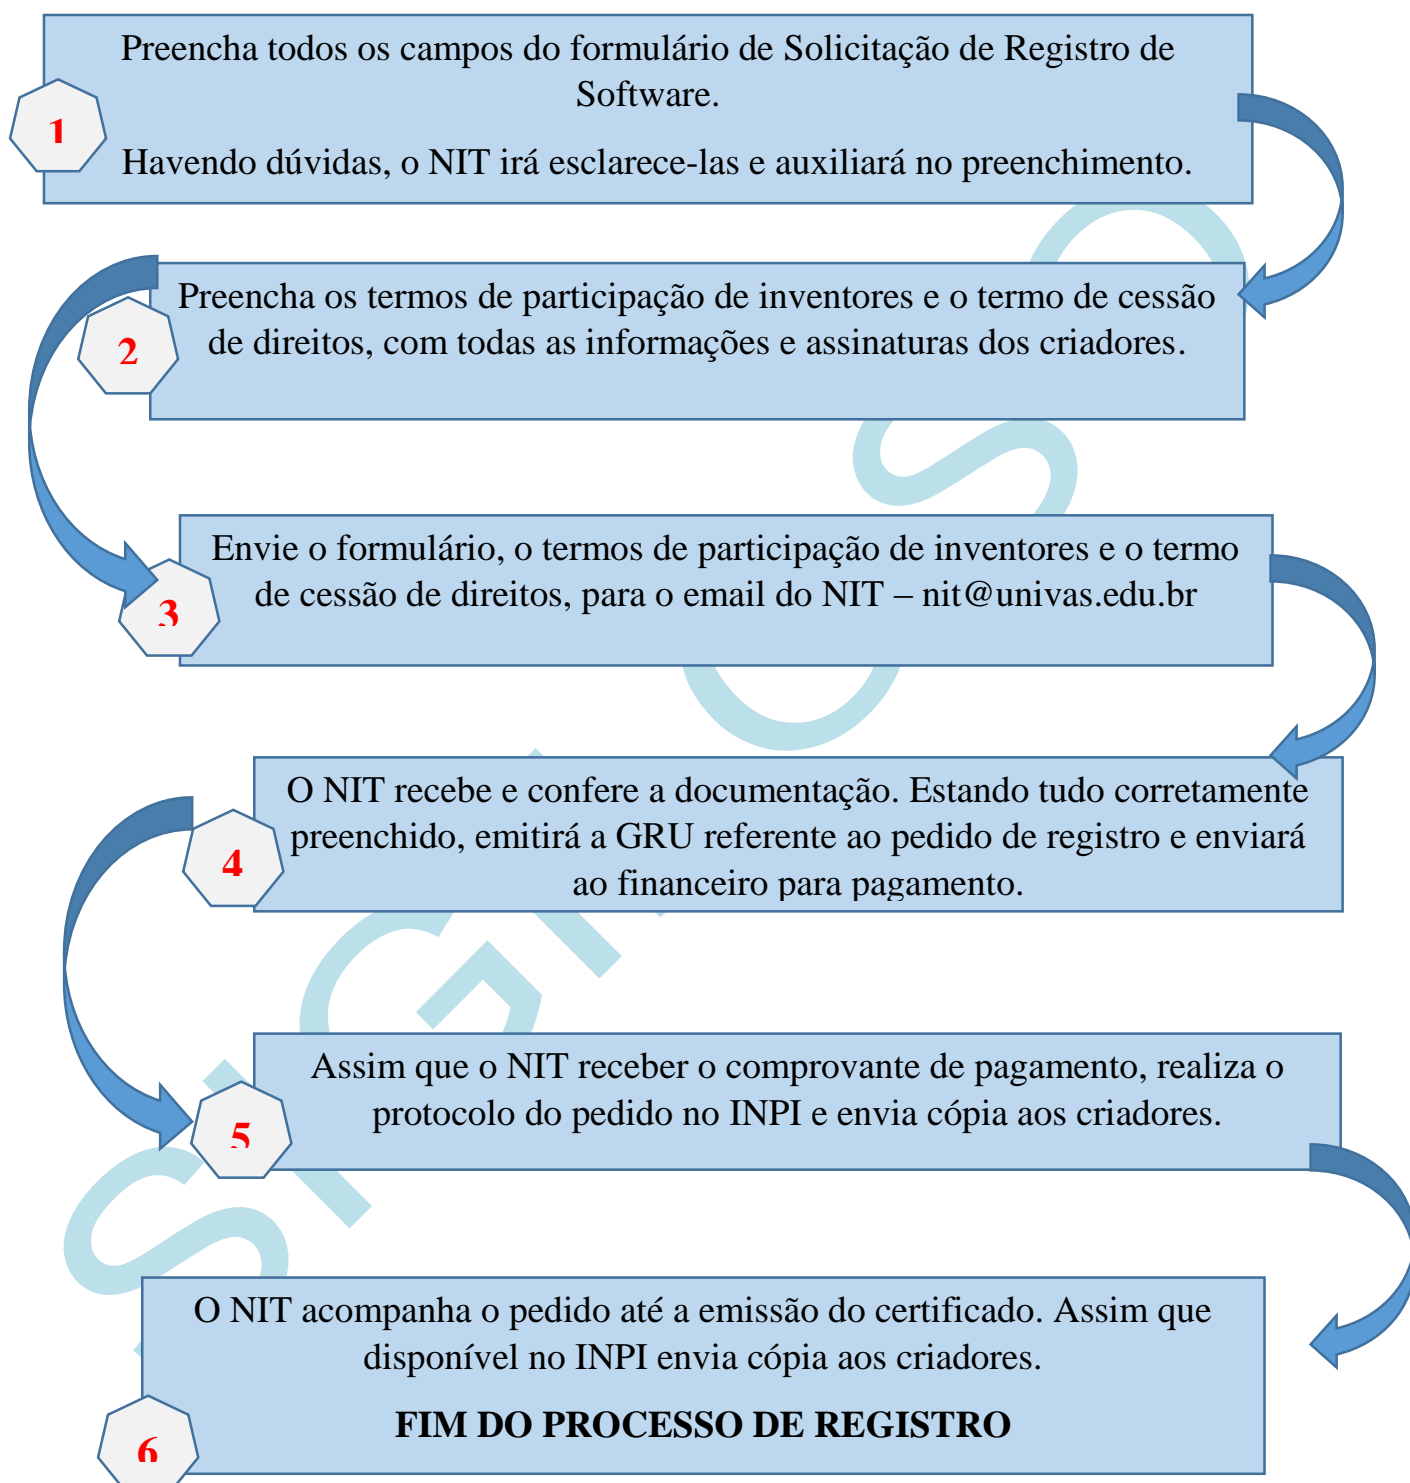 Preencha todos os campos do formulário de Solicitação de Registro de
Software.
1
Havendo dúvidas, o NIT irá esclarece-las e auxiliará no preenchimento.
Preencha os termos de participação de inventores e o termo de cessão
2
de direitos, com todas as informações e assinaturas dos criadores.
Envie o formulário, o termos de participação de inventores e o termo
3
de cessão de direitos, para o email do NIT – nit@univas.edu.br
O NIT recebe e confere a documentação. Estando tudo corretamente
4
preenchido, emitirá a GRU referente ao pedido de registro e enviará
ao financeiro para pagamento.
Assim que o NIT receber o comprovante de pagamento, realiza o
5
protocolo do pedido no INPI e envia cópia aos criadores.
O NIT acompanha o pedido até a emissão do certificado. Assim que
disponível no INPI envia cópia aos criadores.
6
FIM DO PROCESSO DE REGISTRO